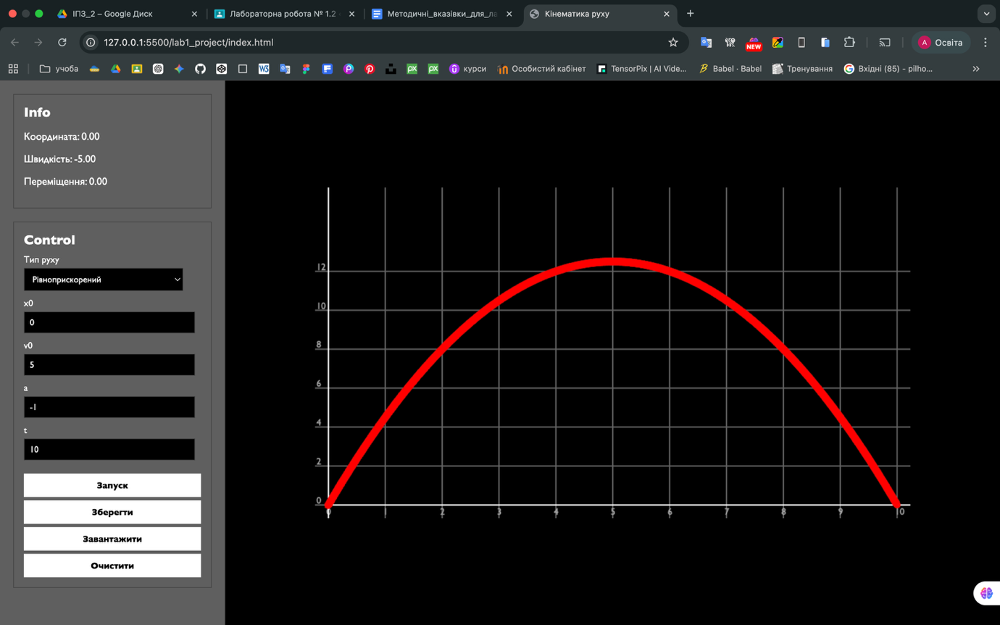 ІПЗ_2 – Google Диск
Лабораторна робота № 1.2
Методичні_вказівки_для_ла
Кінематика руху
127.0.0.1:5500/lab1_project/index.html
NEW
A Освіта
учоба
W3
курси
Особистий кабінет
TensorPix | AI Vide...
Babel · Babel
Тренування
Вхідні (85) – pilho...
Info
Координата: 0.00
Швидкість: -5.00
Переміщення: 0.00
Control
Тип руху
Рівноприскорений
x0
0
v0
5
a
-1
t
10
Запуск
Зберегти
Завантажити
Очистити
12
10
8
6
4
2
0
0 1 2 3 4 5 6 7 8 9 10